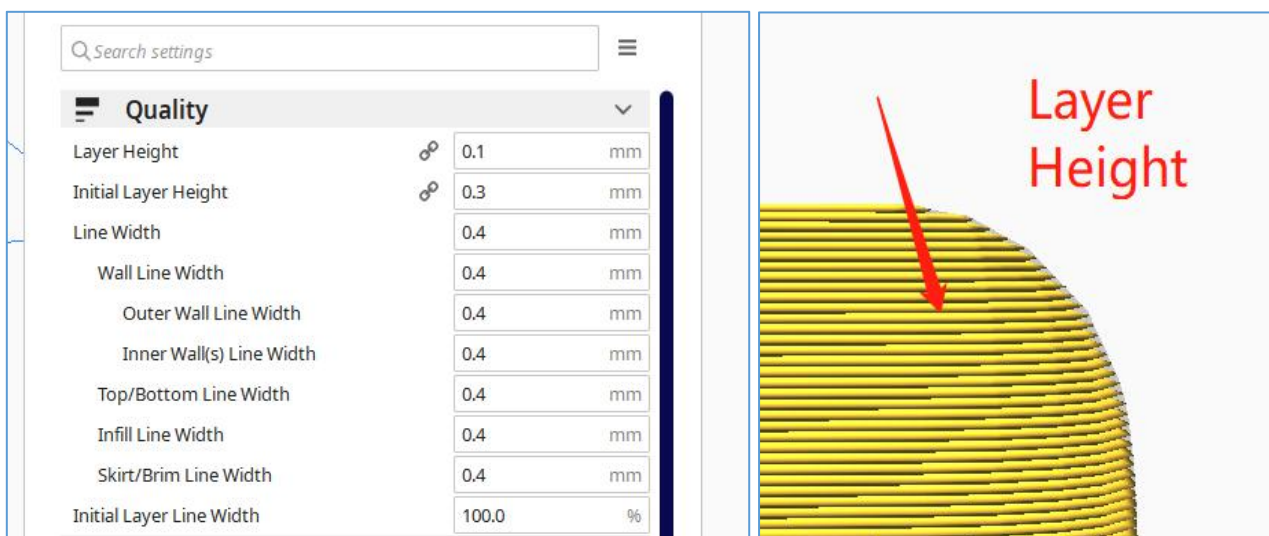 Search settings
Quality
Layer Height 0.1 mm
Initial Layer Height 0.3 mm
Line Width 0.4 mm
Wall Line Width 0.4 mm
Outer Wall Line Width 0.4 mm
Inner Wall(s) Line Width 0.4 mm
Top/Bottom Line Width 0.4 mm
Infill Line Width 0.4 mm
Skirt/Brim Line Width 0.4 mm
Initial Layer Line Width 100.0 %
Layer
Height